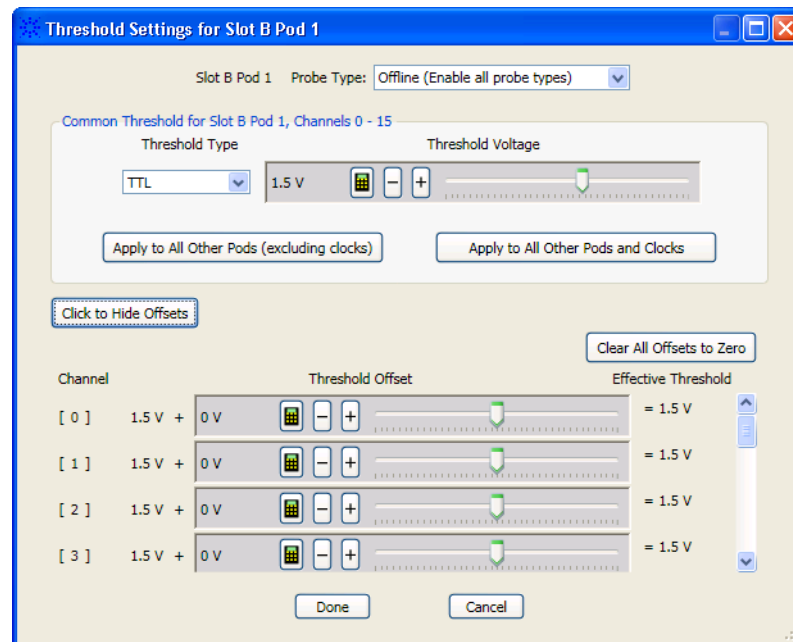 Threshold Settings for Slot B Pod 1
Slot B Pod 1 Probe Type: Offline (Enable all probe types)
Common Threshold for Slot B Pod 1, Channels 0 - 15
Threshold Type Threshold Voltage
TTL 1.5 V - +
Apply to All Other Pods (excluding clocks) Apply to All Other Pods and Clocks
Click to Hide Offsets
Clear All Offsets to Zero
Channel Threshold Offset Effective Threshold
[ 0 ] 1.5 V + 0 V - + = 1.5 V
[ 1 ] 1.5 V + 0 V - + = 1.5 V
[ 2 ] 1.5 V + 0 V - + = 1.5 V
[ 3 ] 1.5 V + 0 V - + = 1.5 V
Done Cancel